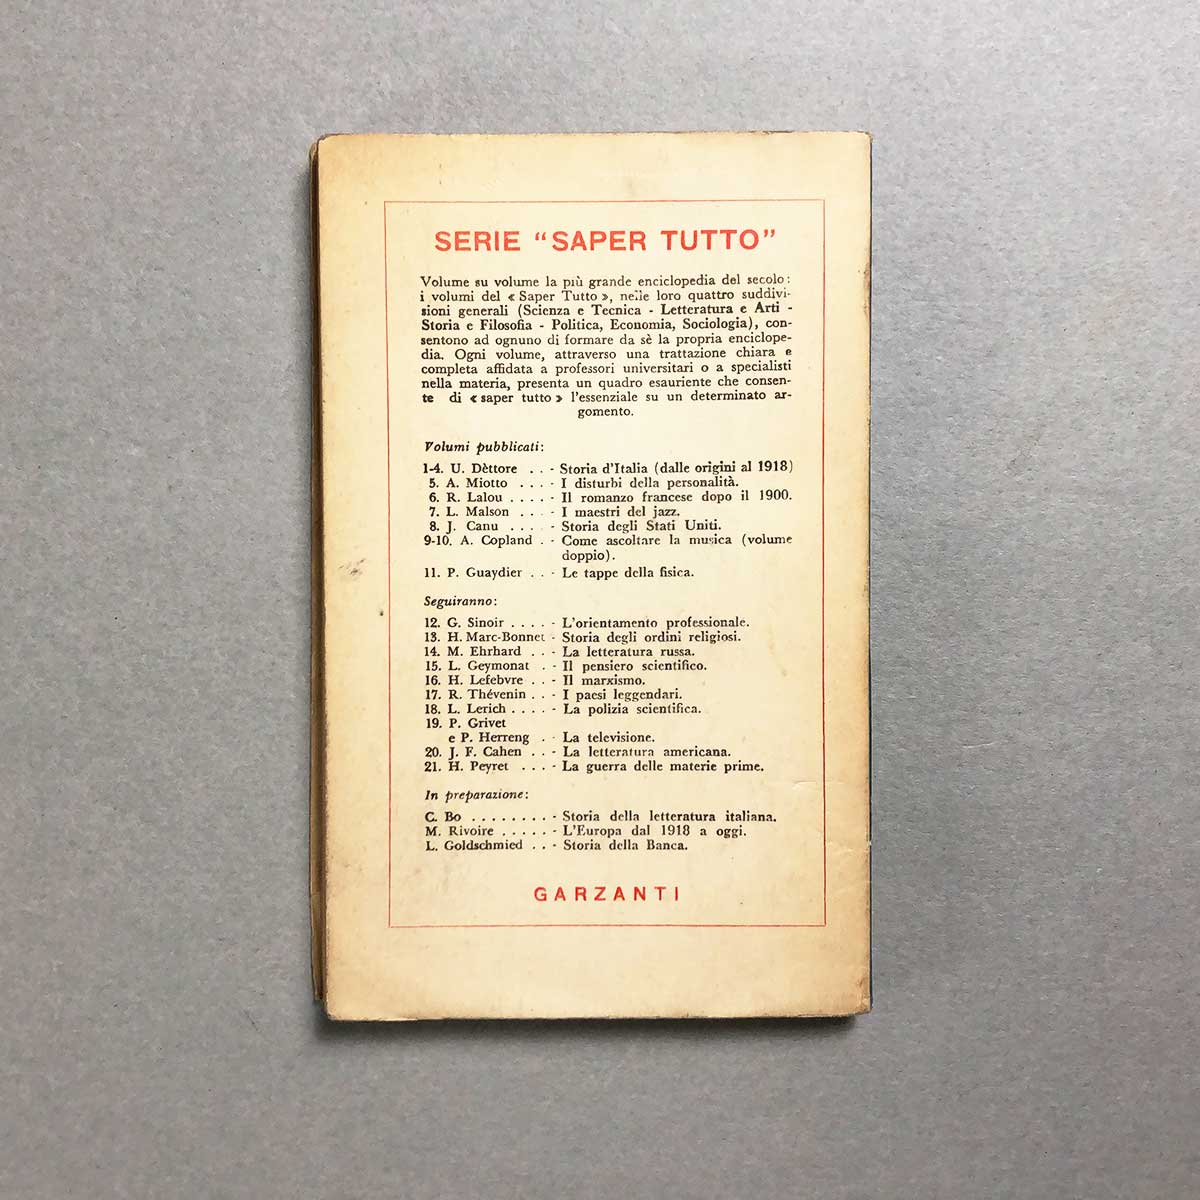 SERIE “SAPER TUTTO”
Volume su volume la più grande enciclopedia del secolo:
i volumi del « Saper Tutto », nelle loro quattro suddivi-
sioni generali (Scienza e Tecnica - Letteratura e Arti -
Storia e Filosofia - Politica, Economia, Sociologia), con-
sentono ad ognuno di formare da sè la propria enciclope-
dia. Ogni volume, attraverso una trattazione chiara e
completa affidata a professori universitari o a specialisti
nella materia, presenta un quadro esauriente che consen-
te di « saper tutto » l'essenziale su un determinato ar-
gomento.
Volumi pubblicati:
1-4. U. Dèttore . . - Storia d'Italia (dalle origini al 1918)
5. A. Miotto . . . - I disturbi della personalità.
6. R. Lalou . . . . - Il romanzo francese dopo il 1900.
7. L. Malson . . . - I maestri del jazz.
8. J. Canu . . . . - Storia degli Stati Uniti.
9-10. A. Copland . - Come ascoltare la musica (volume
doppio).
11. P. Guaydier . . - Le tappe della fisica.
Seguiranno:
12. G. Sinoir . . . . - L'orientamento professionale.
13. H. Marc-Bonnet - Storia degli ordini religiosi.
14. M. Ehrhard . . - La letteratura russa.
15. L. Geymonat . - Il pensiero scientifico.
16. H. Lefebvre . . - Il marxismo.
17. R. Thévenin . . - I paesi leggendari.
18. L. Lerich . . . . - La polizia scientifica.
19. P. Grivet
e P. Herreng . - La televisione.
20. J. F. Cahen . . - La letteratura americana.
21. H. Peyret . . . - La guerra delle materie prime.
In preparazione:
C. Bo . . . . . . . . - Storia della letteratura italiana.
M. Rivoire . . . . . - L'Europa dal 1918 a oggi.
L. Goldschmied . . - Storia della Banca.
GARZANTI